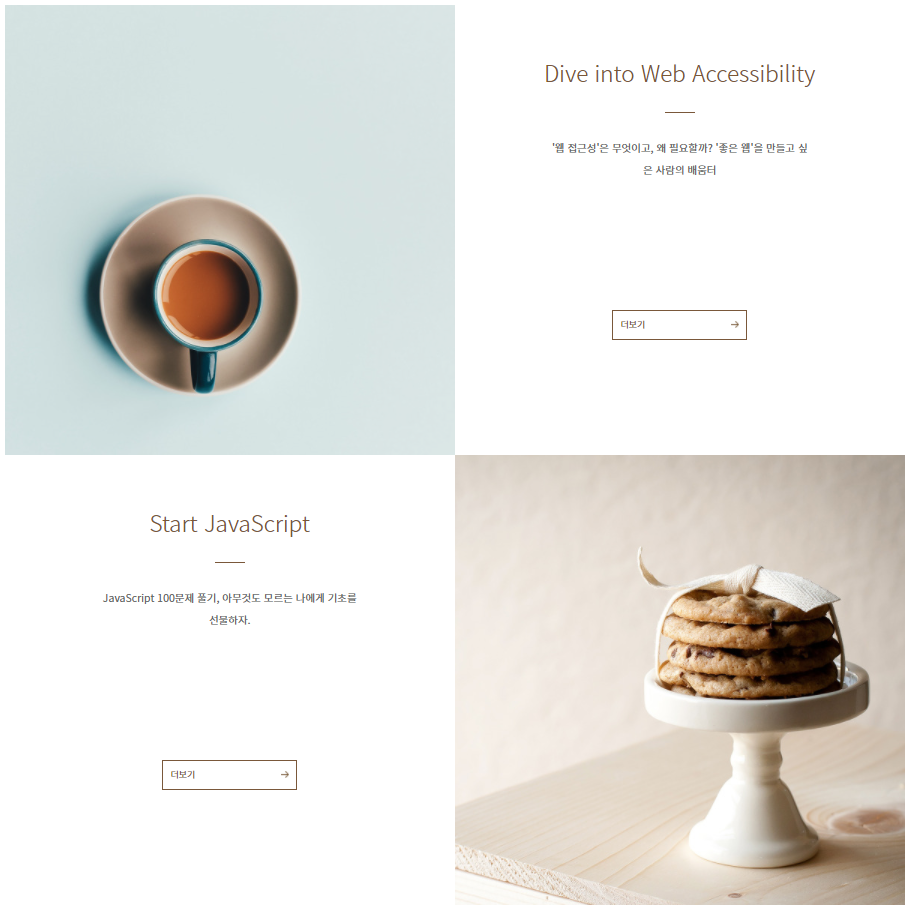 Dive into Web Accessibility
'웹 접근성'은 무엇이고, 왜 필요할까? '좋은 웹'을 만들고 싶
은 사람의 배움터
더보기
Start JavaScript
JavaScript 100문제 풀기, 아무것도 모르는 나에게 기초를
선물하자.
더보기